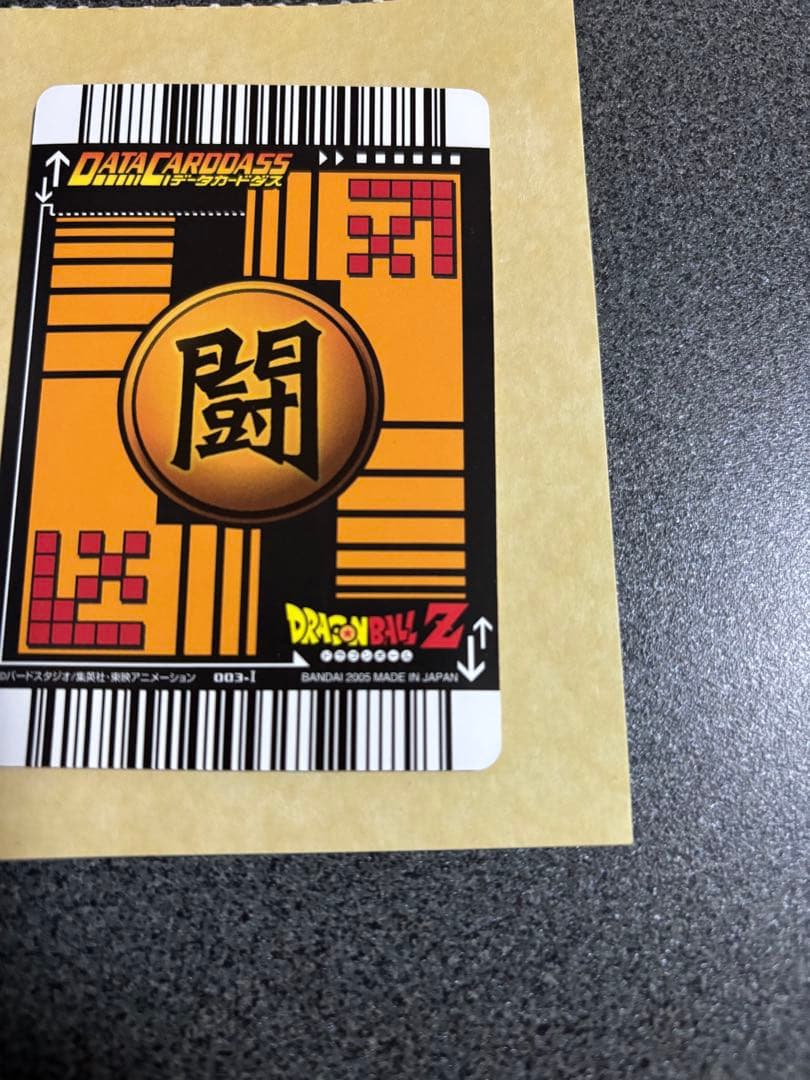 DATA CARDDASS
データカードダス
闘
DRAGON BALL Z
ドラゴンボール
©バードスタジオ/集英社・東映アニメーション 003-I BANDAI 2005 MADE IN JAPAN